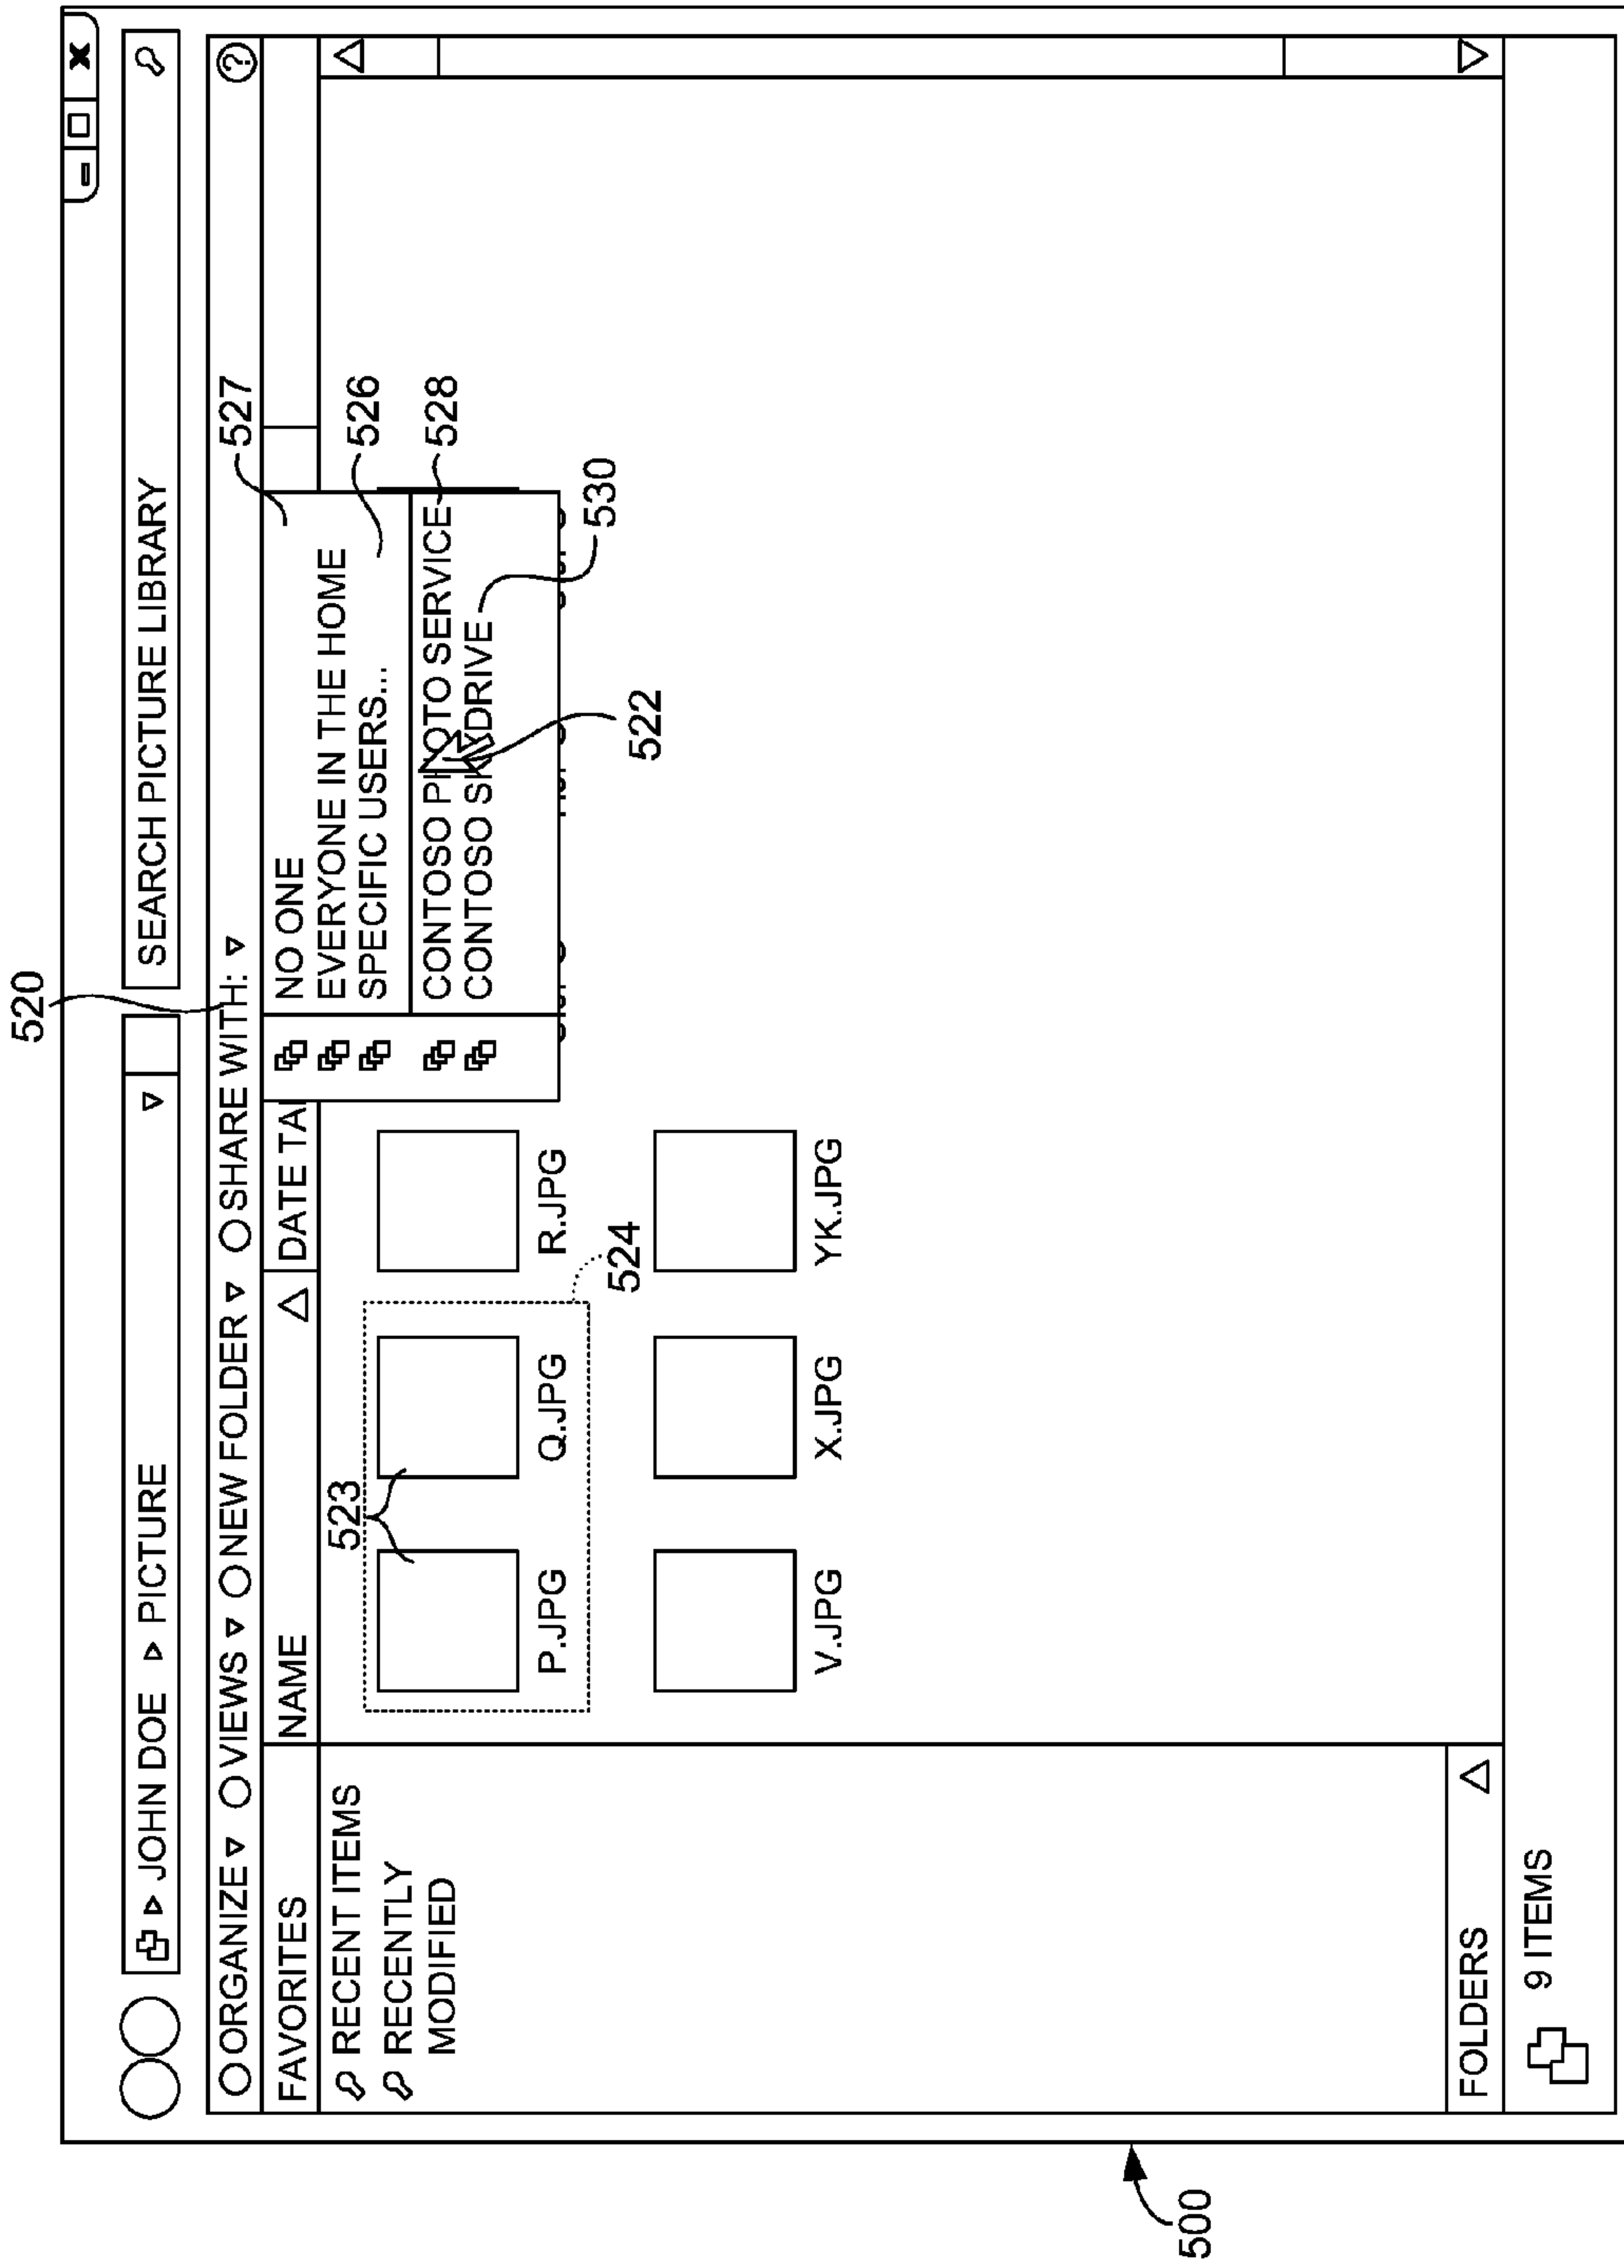 520
JOHN DOE PICTURE
SEARCH PICTURE LIBRARY
ORGANIZE VIEWS NEW FOLDER SHARE WITH: ?
FAVORITES
NAME
DATE TA
NO ONE
EVERYONE IN THE HOME
SPECIFIC USERS...
CONTOSO PHOTO SERVICE
CONTOSO SKYDRIVE
527
526
528
530
522
RECENT ITEMS
RECENTLY
MODIFIED
523
P.JPG Q.JPG R.JPG
524
V.JPG X.JPG YK.JPG
FOLDERS
9 ITEMS
500